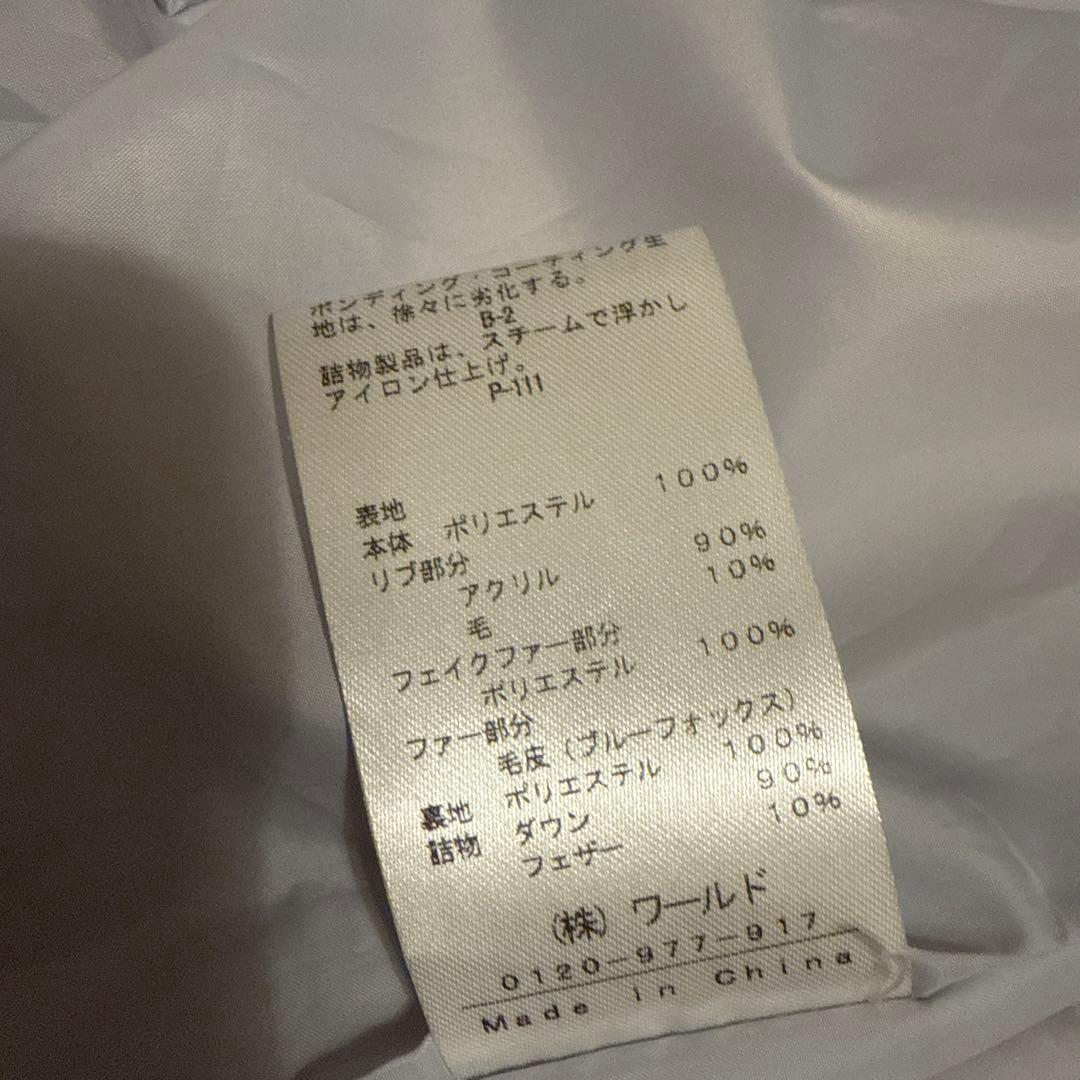 ボンディング・コーティング生
地は、徐々に劣化する。
B-2
詰物製品は、スチームで浮かし
アイロン仕上げ。
P-111
表地
本体 ポリエステル 100%
リブ部分
アクリル 90%
毛 10%
フェイクファー部分
ポリエステル 100%
ファー部分
毛皮(ブルーフォックス)
裏地 ポリエステル 100%
詰物 ダウン 90%
フェザー 10%
(株) ワールド
0120-977-917
Made in China